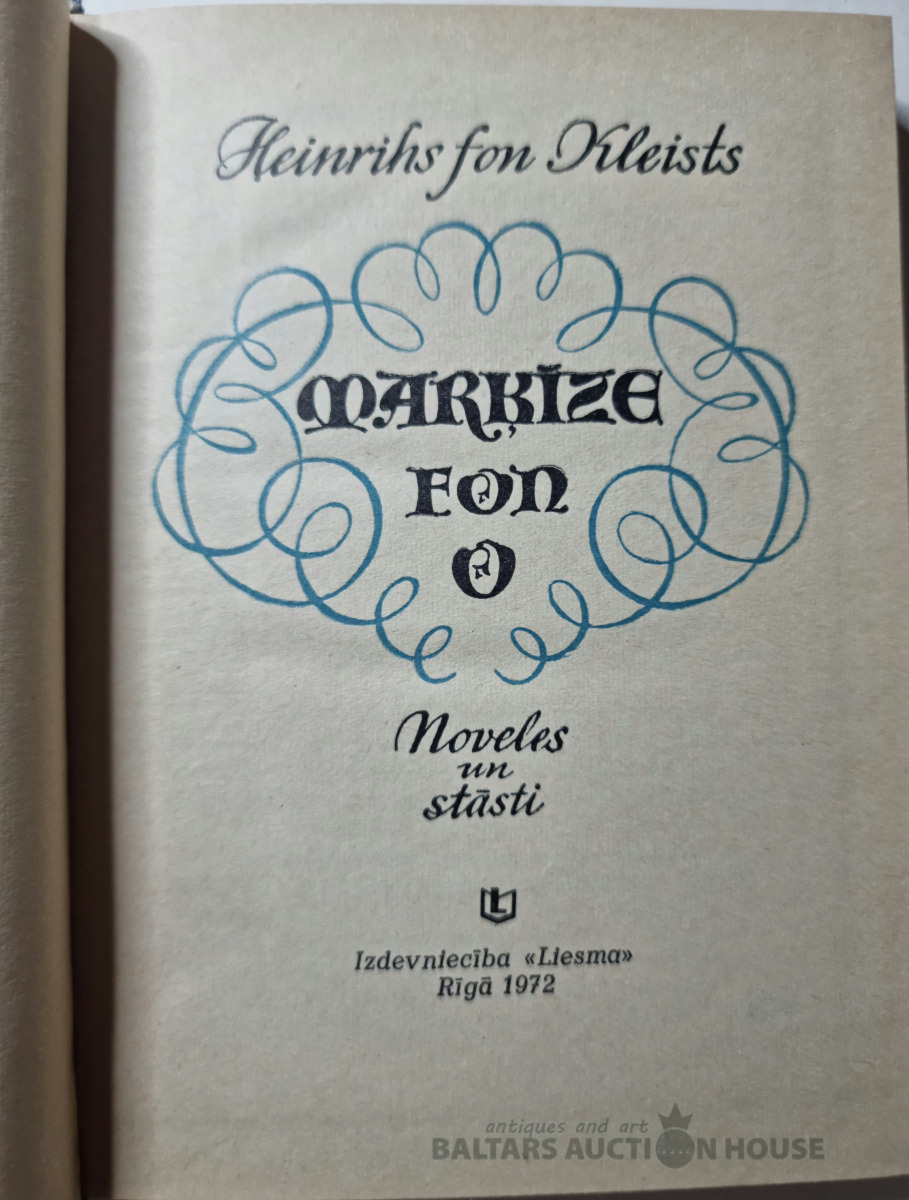 Heinrihs fon Kleists
MARĶĪZE
FON
O
Noveles
un
stāsti
L
Izdevniecība «Liesma»
Rīgā 1972
antiques and art
BALTARS AUCTION HOUSE